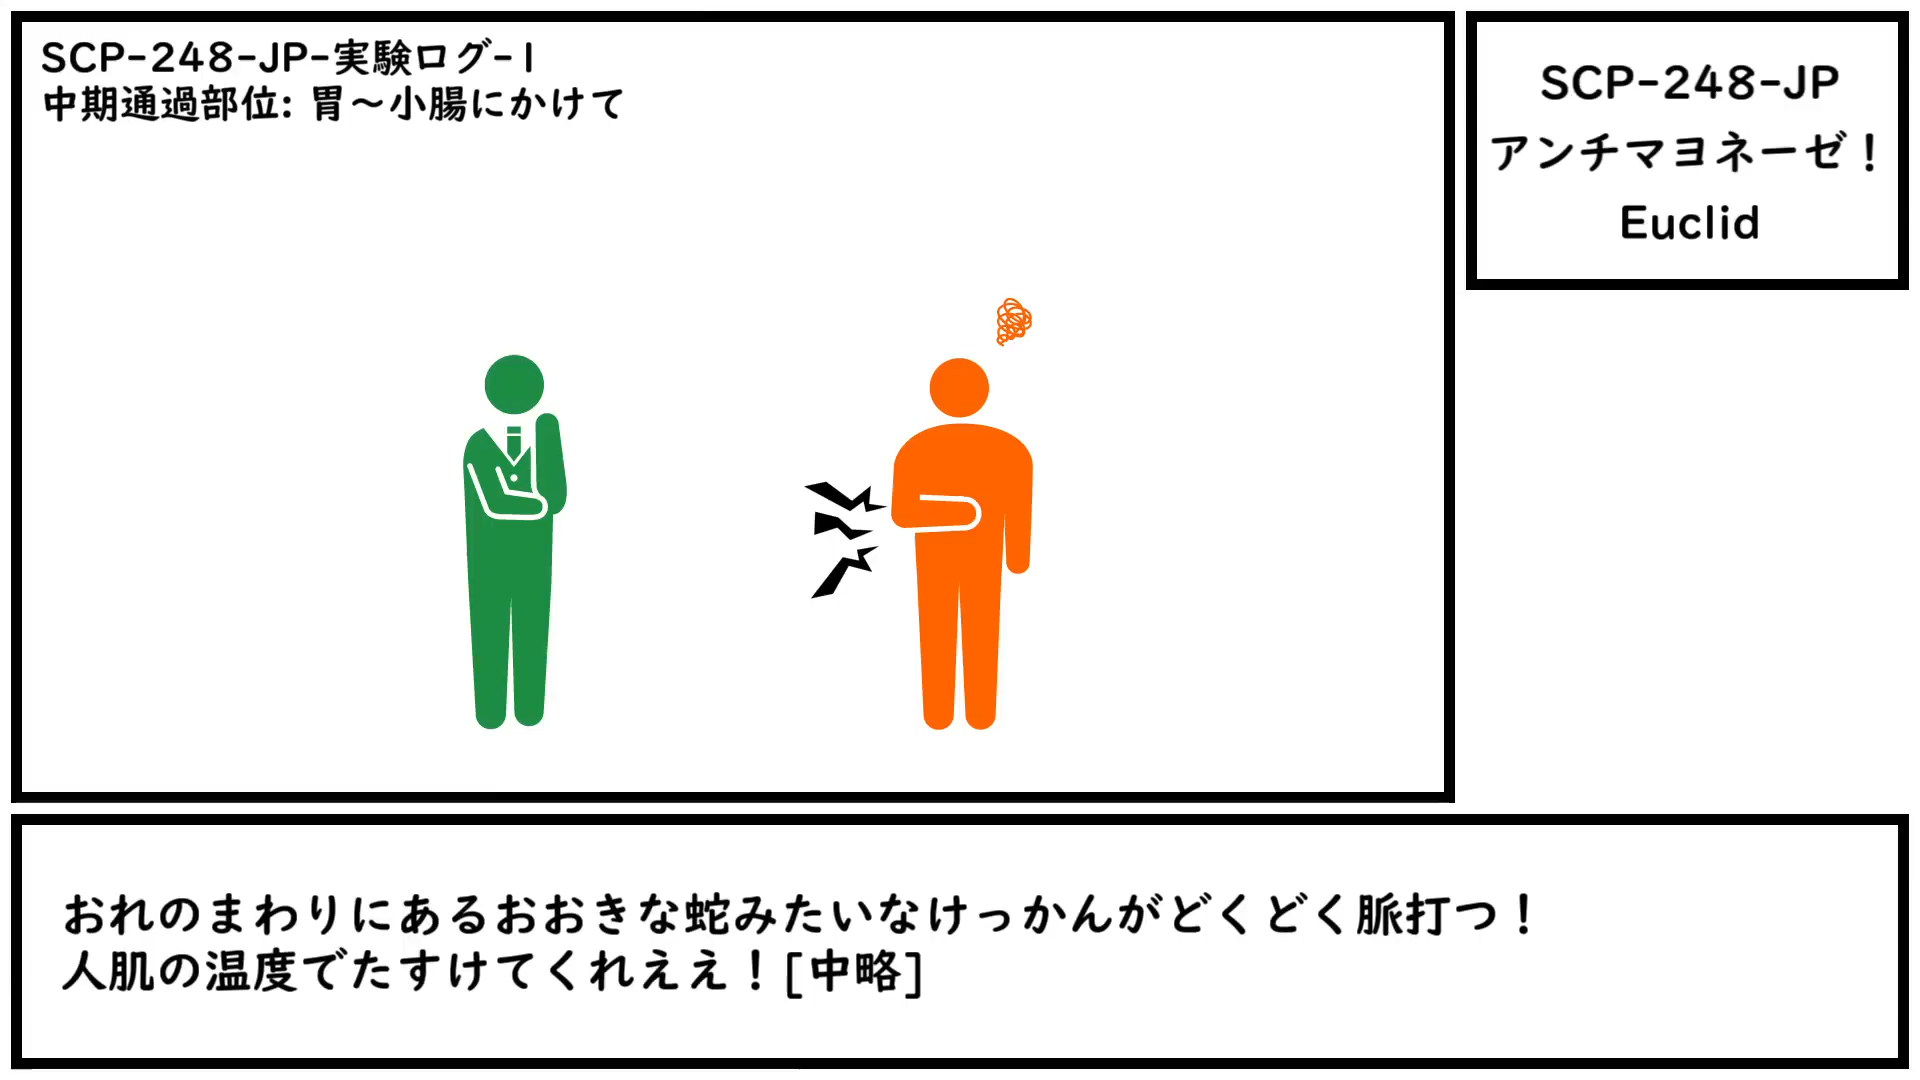 SCP-248-JP-実験ログ-1
中期通過部位: 胃〜小腸にかけて
SCP-248-JP
アンチマヨネーゼ！
Euclid
おれのまわりにあるおおきな蛇みたいなけっかんがどくどく脈打つ！
人肌の温度でたすけてくれええ！[中略]